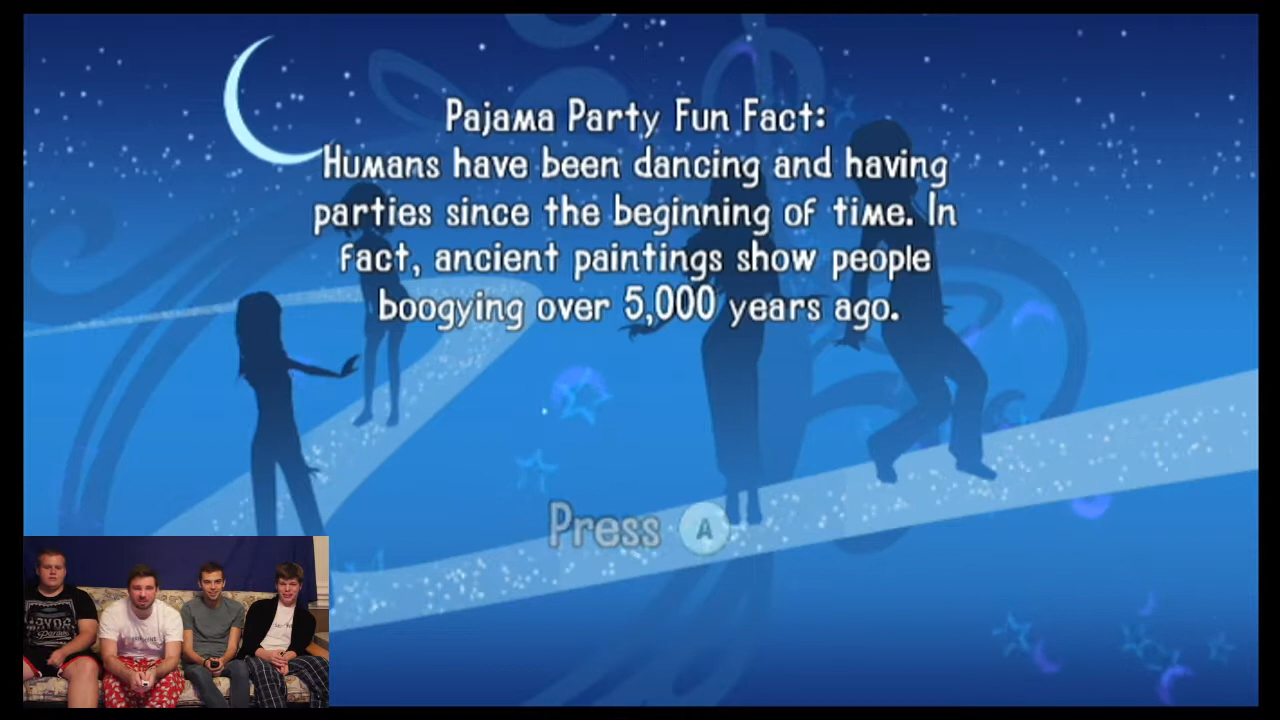 Pajama Party Fun Fact:
Humans have been dancing and having
parties since the beginning of time. In
fact, ancient paintings show people
boogying over 5,000 years ago.
Press A